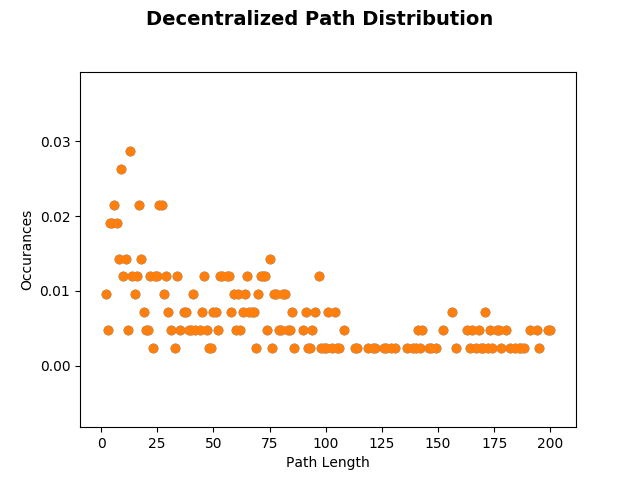 Decentralized Path Distribution
Occurances
0.03
0.02
0.01
0.00
0 25 50 75 100 125 150 175 200
Path Length